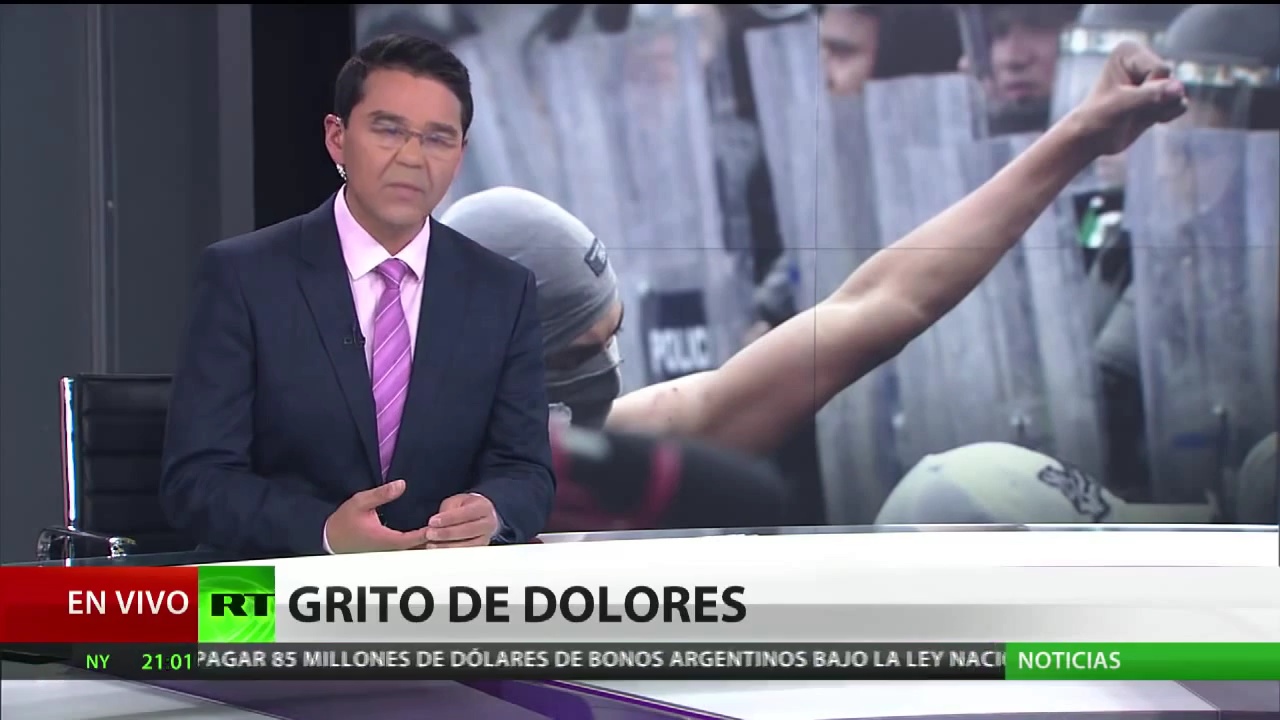 POLIC
EN VIVO RT GRITO DE DOLORES
NY 21:01 PAGAR 85 MILLONES DE DÓLARES DE BONOS ARGENTINOS BAJO LA LEY NACI NOTICIAS